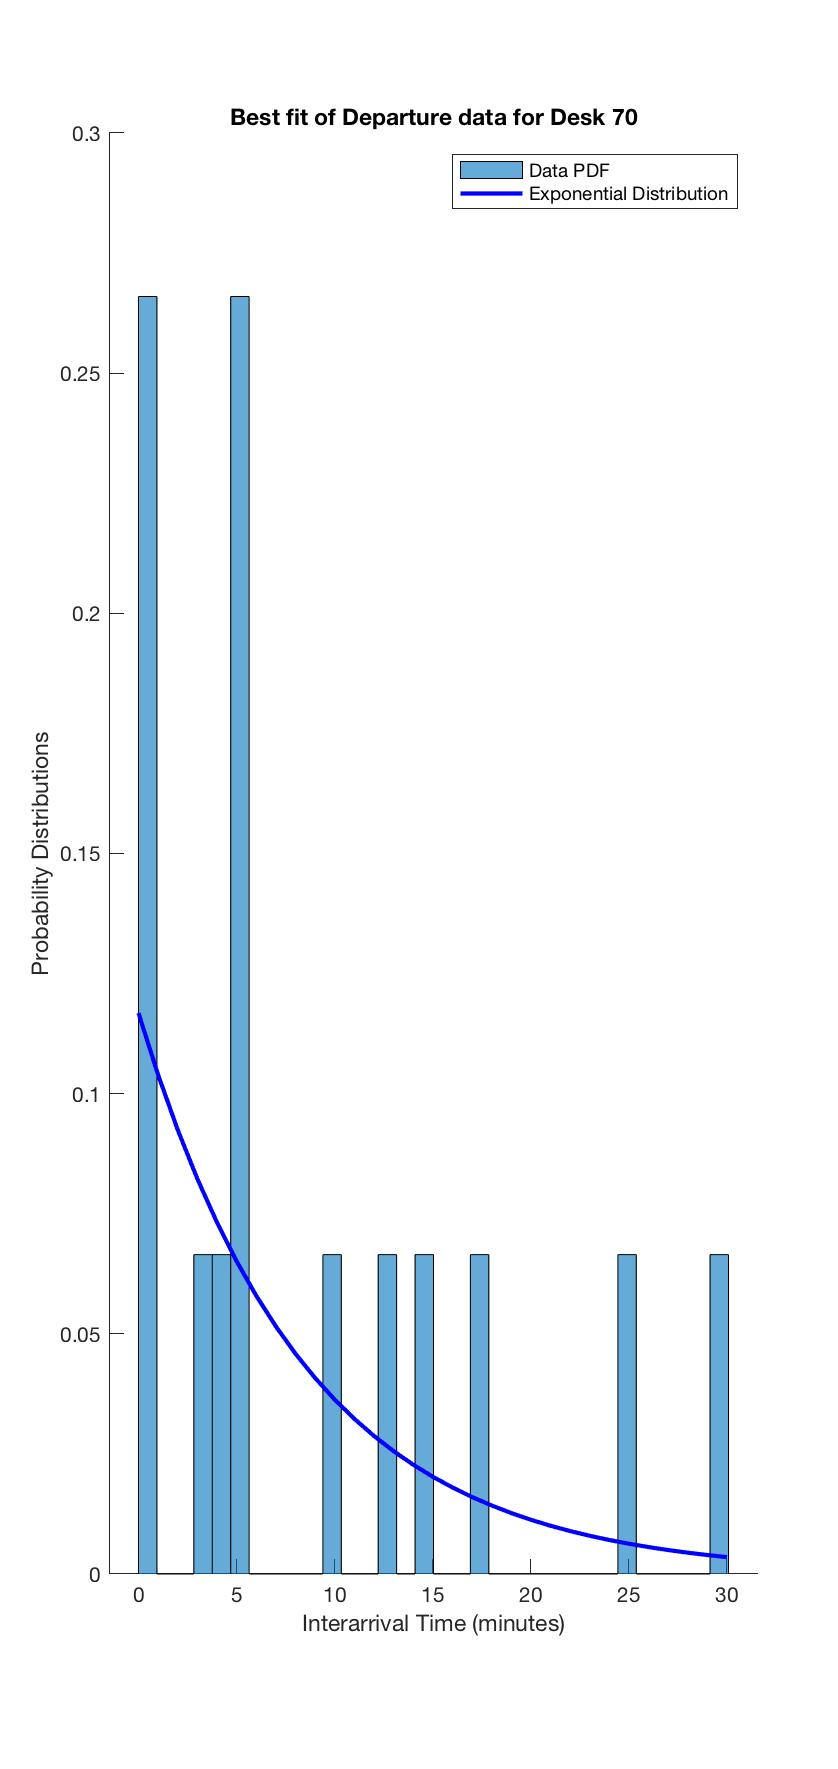 Best fit of Departure data for Desk 70
Data PDF
Exponential Distribution
Probability Distributions
0.3
0.25
0.2
0.15
0.1
0.05
0
0 5 10 15 20 25 30
Interarrival Time (minutes)